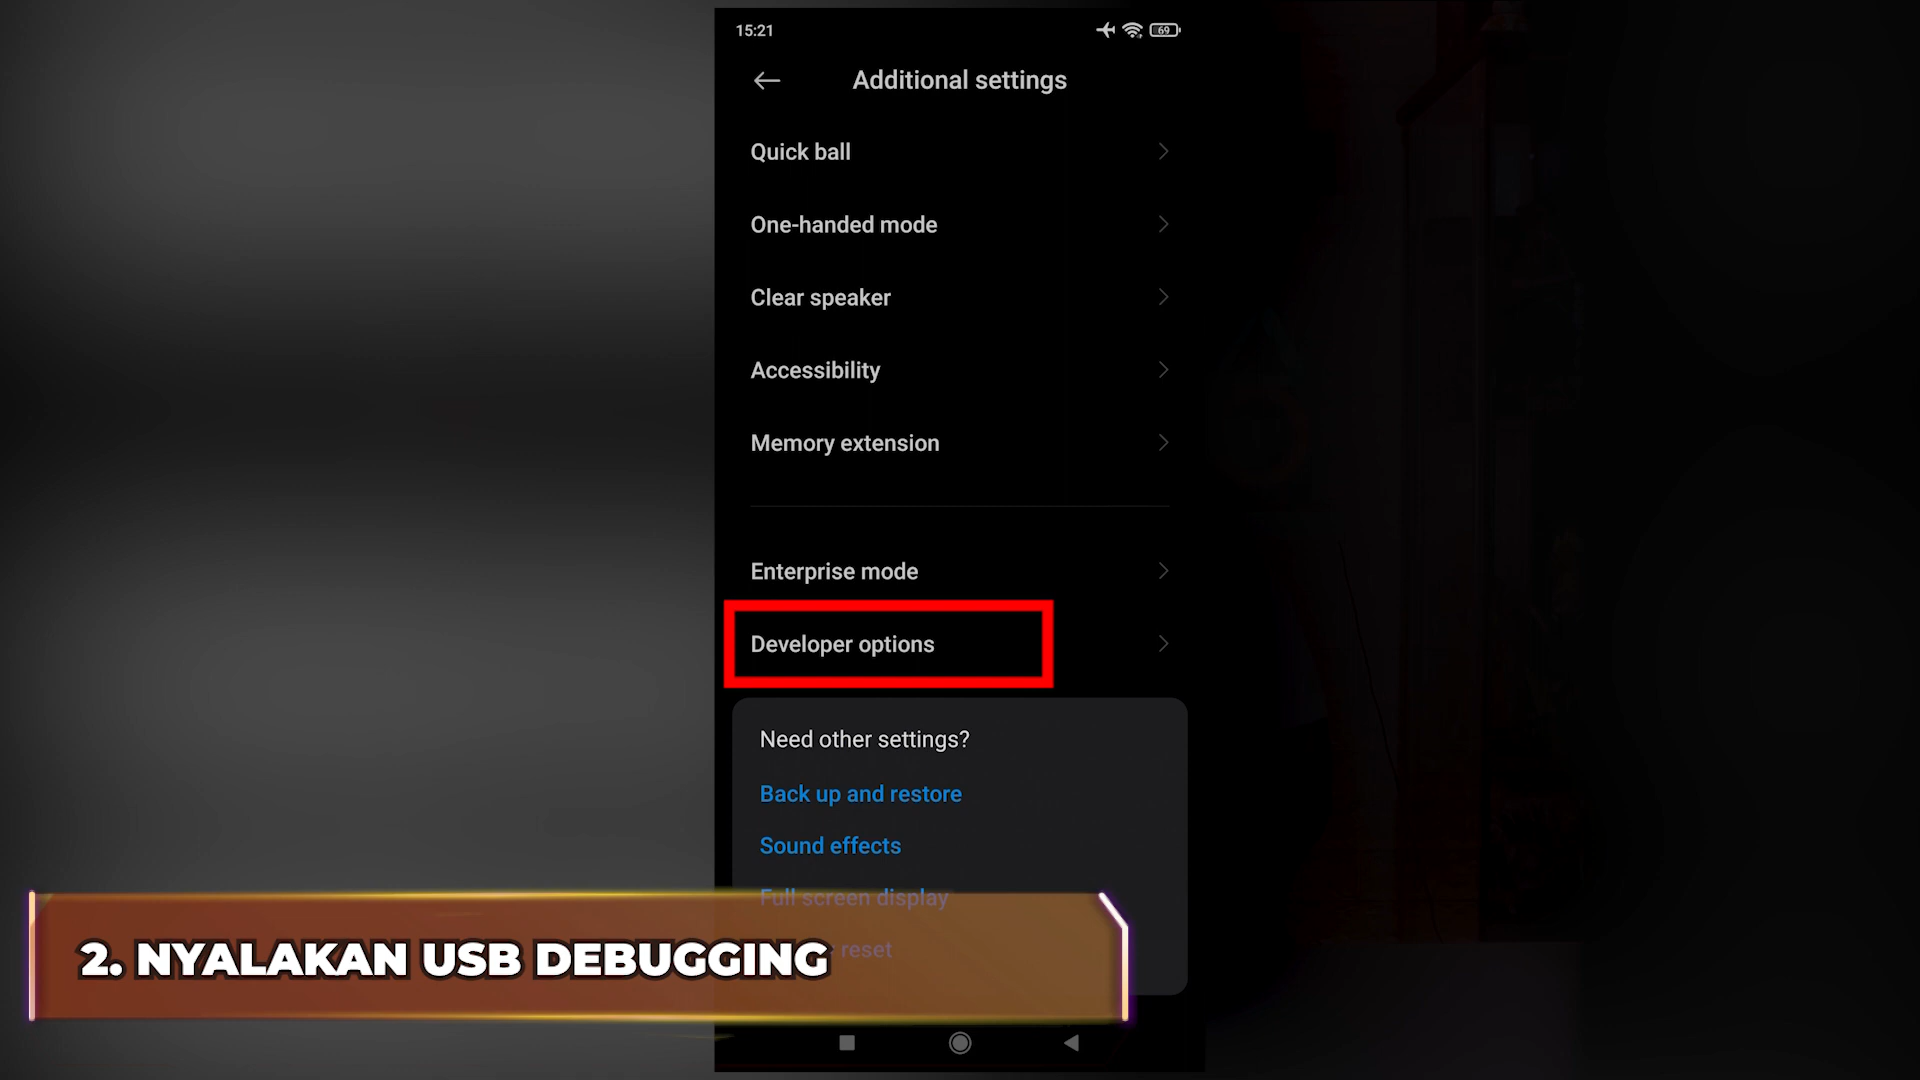 15:21
69
Additional settings
Quick ball
One-handed mode
Clear speaker
Accessibility
Memory extension
Enterprise mode
Developer options
Need other settings?
Back up and restore
Sound effects
Full screen display
reset
2. NYALAKAN USB DEBUGGING